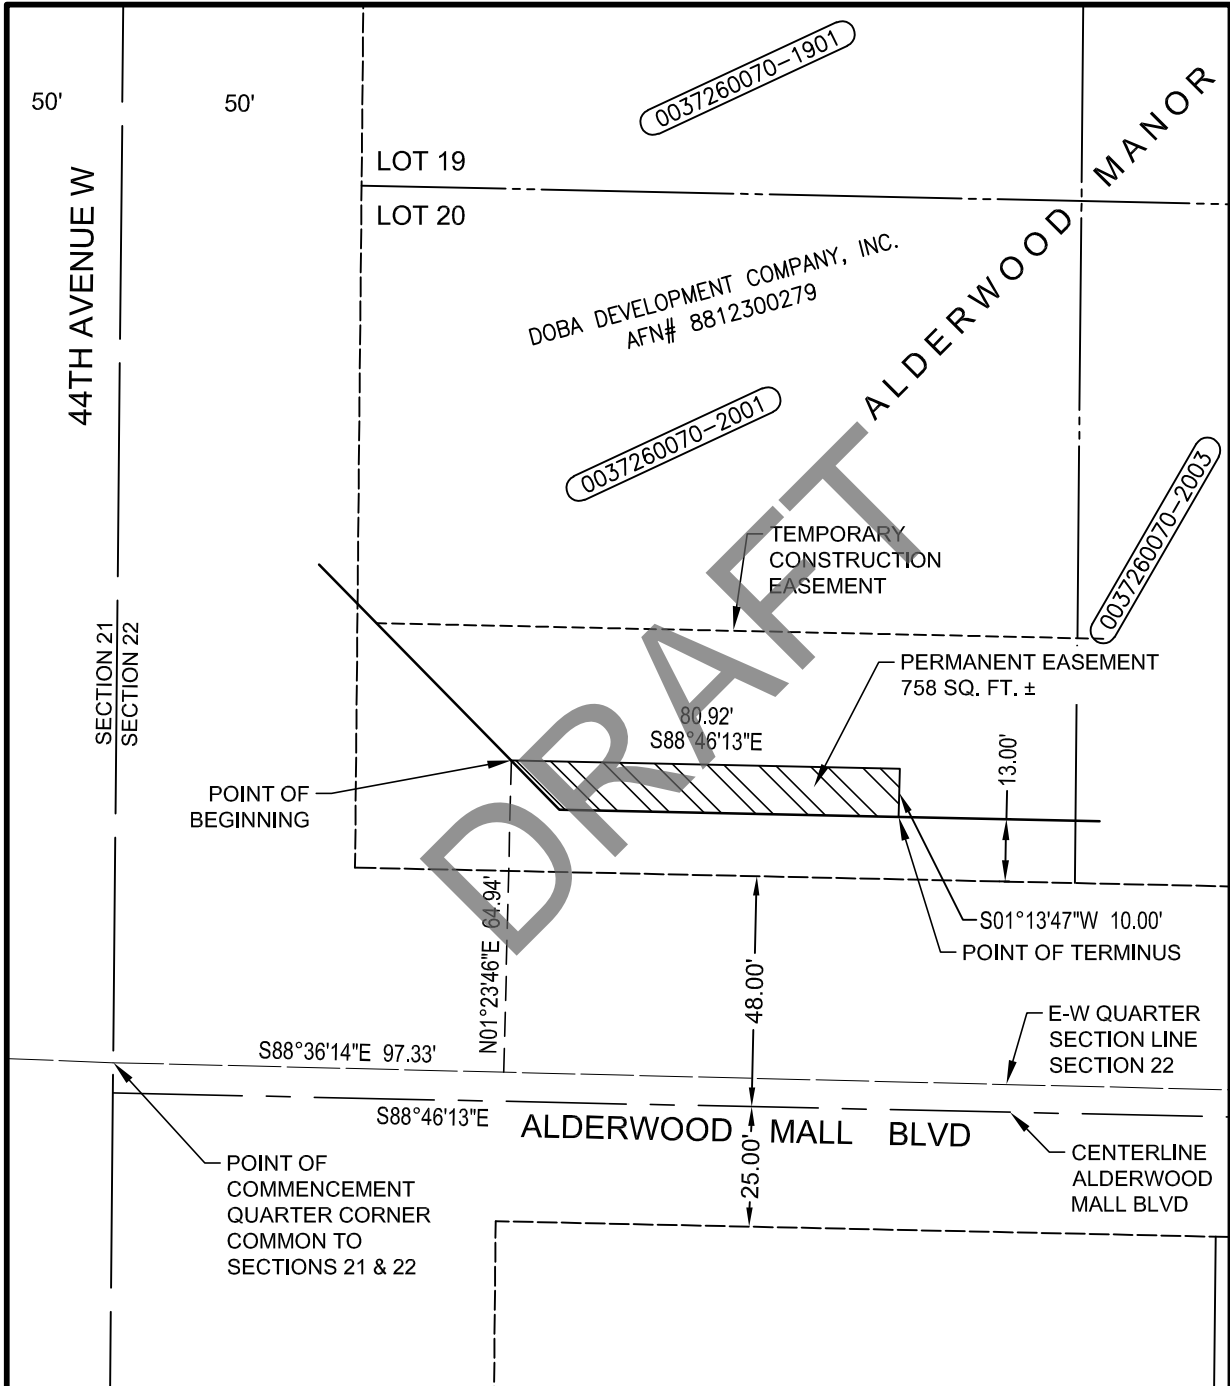 50'
50'
0037260070-1901
MANOR
44TH AVENUE W
LOT 19
LOT 20
DOBA DEVELOPMENT COMPANY, INC.
AFN# 8812300279
ALDERWOOD
0037260070-2001
0037260070-2003
TEMPORARY
CONSTRUCTION
EASEMENT
SECTION 21
SECTION 22
PERMANENT EASEMENT
758 SQ. FT. ±
80.92'
S88°46'13"E
13.00'
DRAFT
POINT OF
BEGINNING
N01°23'46"E 64.94'
S01°13'47"W 10.00'
POINT OF TERMINUS
48.00'
E-W QUARTER
SECTION LINE
SECTION 22
S88°36'14"E 97.33'
S88°46'13"E
ALDERWOOD MALL BLVD
25.00'
CENTERLINE
ALDERWOOD
MALL BLVD
POINT OF
COMMENCEMENT
QUARTER CORNER
COMMON TO
SECTIONS 21 & 22